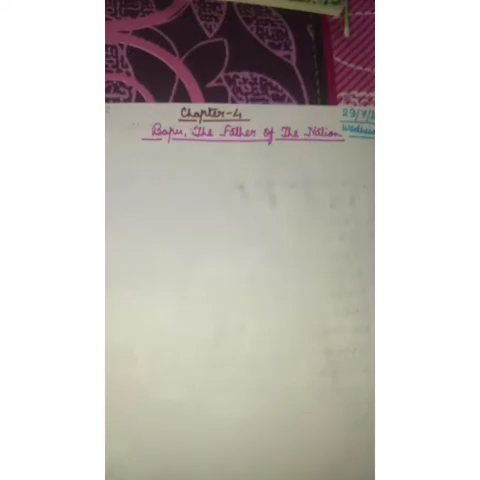 Chapter-4
Bapu, The Father of The Nation